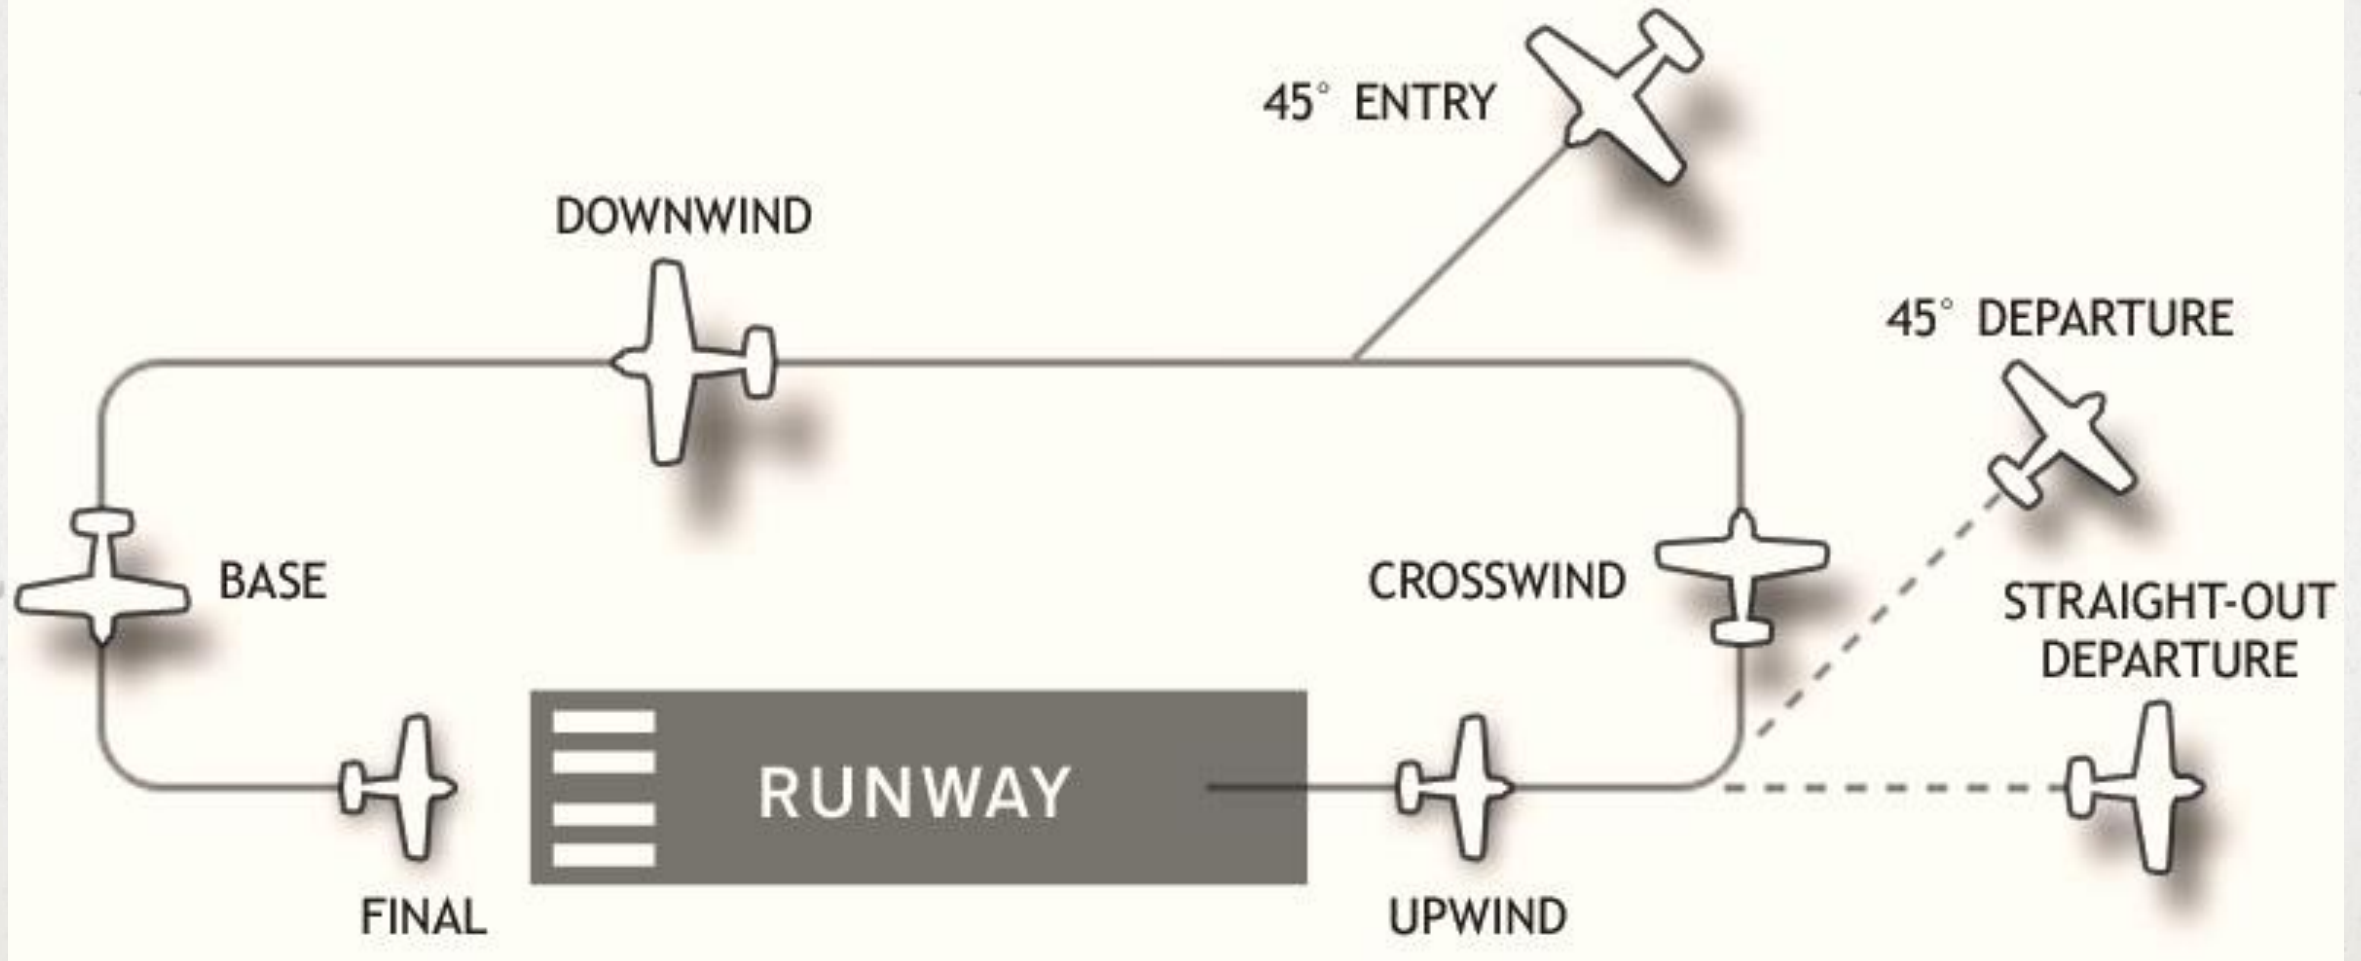 45° ENTRY
DOWNWIND
45° DEPARTURE
BASE
CROSSWIND
STRAIGHT-OUT
DEPARTURE
RUNWAY
FINAL
UPWIND